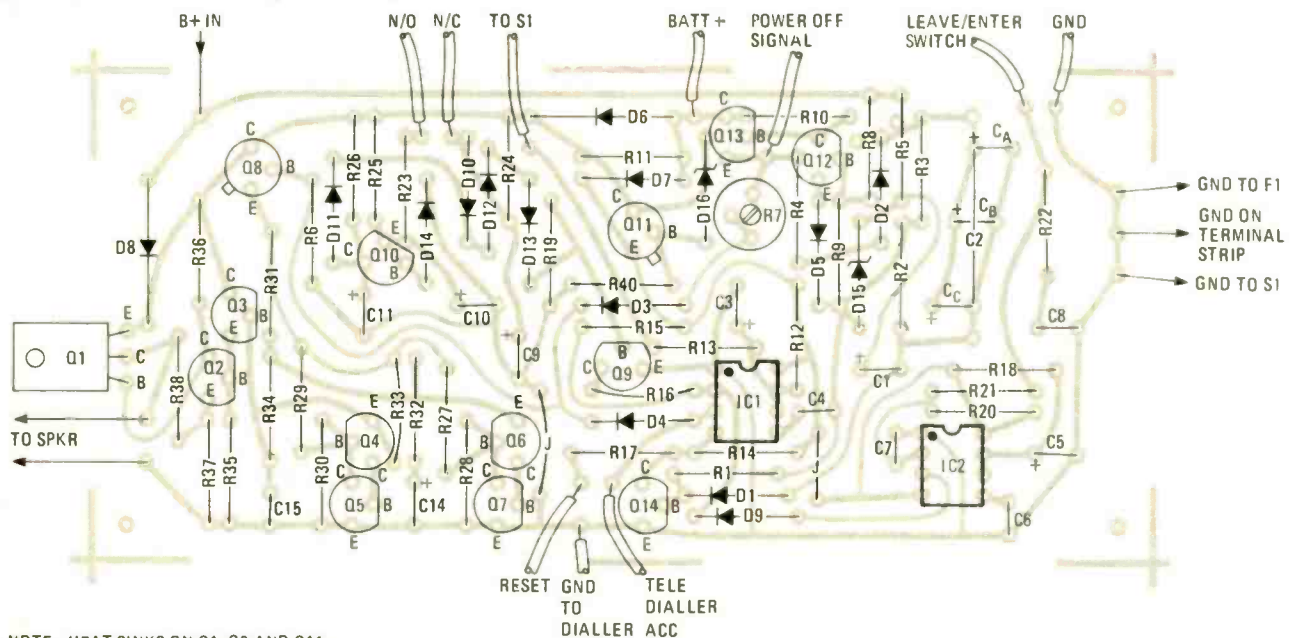 B+ IN
N/O
N/C
TO S1
BATT +
POWER OFF
SIGNAL
LEAVE/ENTER
SWITCH
GND
C
Q8
B
E
R26
R25
R23
D10
D12
R24
D6
R11
D7
C
Q13
B
E
R10
C
Q12
B
E
R8
R5
R3
D2
+
CA
+
CB
C2
CC
+
R22
GND TO F1
GND ON
TERMINAL
STRIP
GND TO S1
D8
R36
R6
D11
C
Q10
E
B
D14
D13
R19
C
Q11
B
E
D16
R7
R4
D5
R9
D15
R2
R31
C
Q3
E
B
+
C11
+
C10
R40
D3
R15
C3
+
R12
C8
E
C
B
Q1
C
Q2
E
B
R38
R34
R29
R33
R32
R27
+
C9
B
Q9
E
C
R13
R16
IC1
C4
+
C1
R18
R21
R20
TO SPKR
R37
R35
R30
E
Q4
B
C
R28
E
Q6
B
C
J
D4
R17
R14
J
C7
IC2
C5
+
C15
C
Q5
B
E
+
C14
C
Q7
B
E
C
Q14
B
E
R1
D1
D9
C6
RESET
GND
TO
DIALLER
TELE
DIALLER
ACC